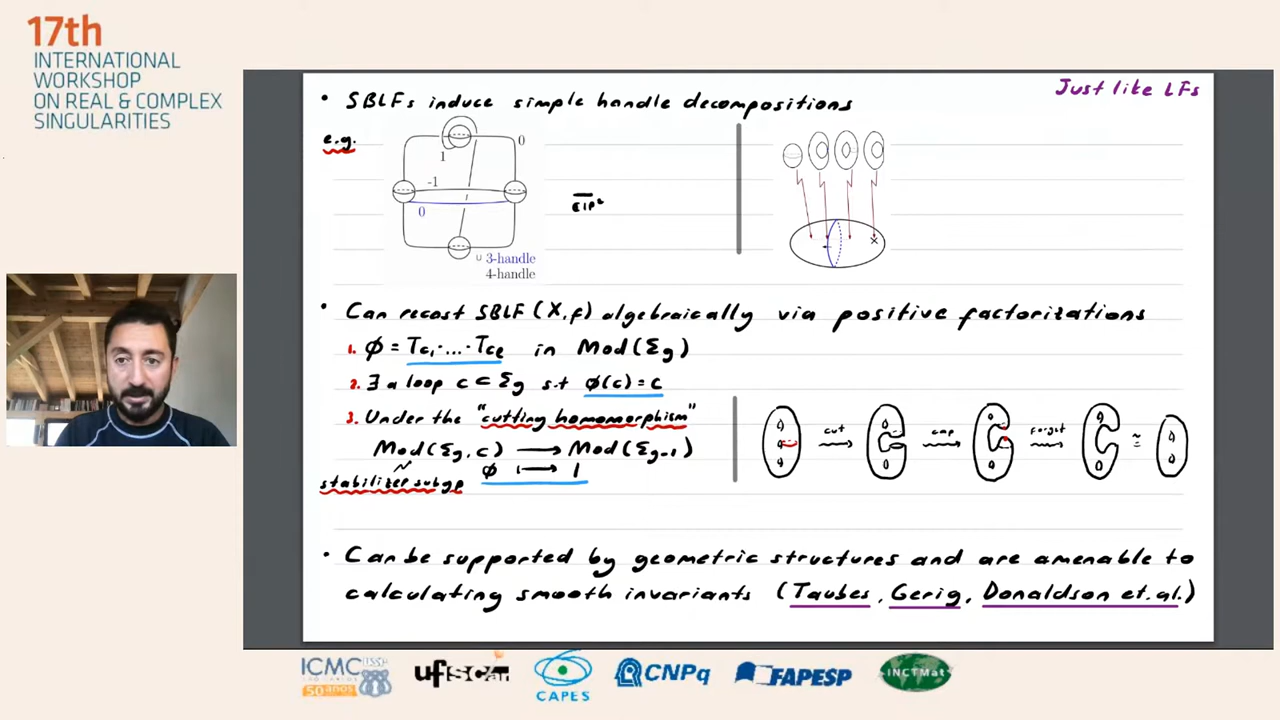 17th
INTERNATIONAL
WORKSHOP
ON REAL & COMPLEX
SINGULARITIES
Just like LFs
• SBLFs induce simple handle decompositions
e.g.
1
0
-1
0
∪ 3-handle
4-handle
C̅P̅²
×
• Can recast SBLF (X,f) algebraically via positive factorizations
1. φ = Tc₁ · ... · Tcℓ in Mod(Σg)
2. ∃ a loop c ⊂ Σg s.t φ(c) = c
3. Under the "cutting homomorphism"
Mod(Σg, c) ⟶ Mod(Σg-1)
φ ⟼ 1
stabilizer subgp
cut cap forget ≅
• Can be supported by geometric structures and are amenable to
calculating smooth invariants (Taubes, Gerig, Donaldson et. al.)
ICMC
50 anos
ufscar
CAPES
CNPq
FAPESP
INCTMat